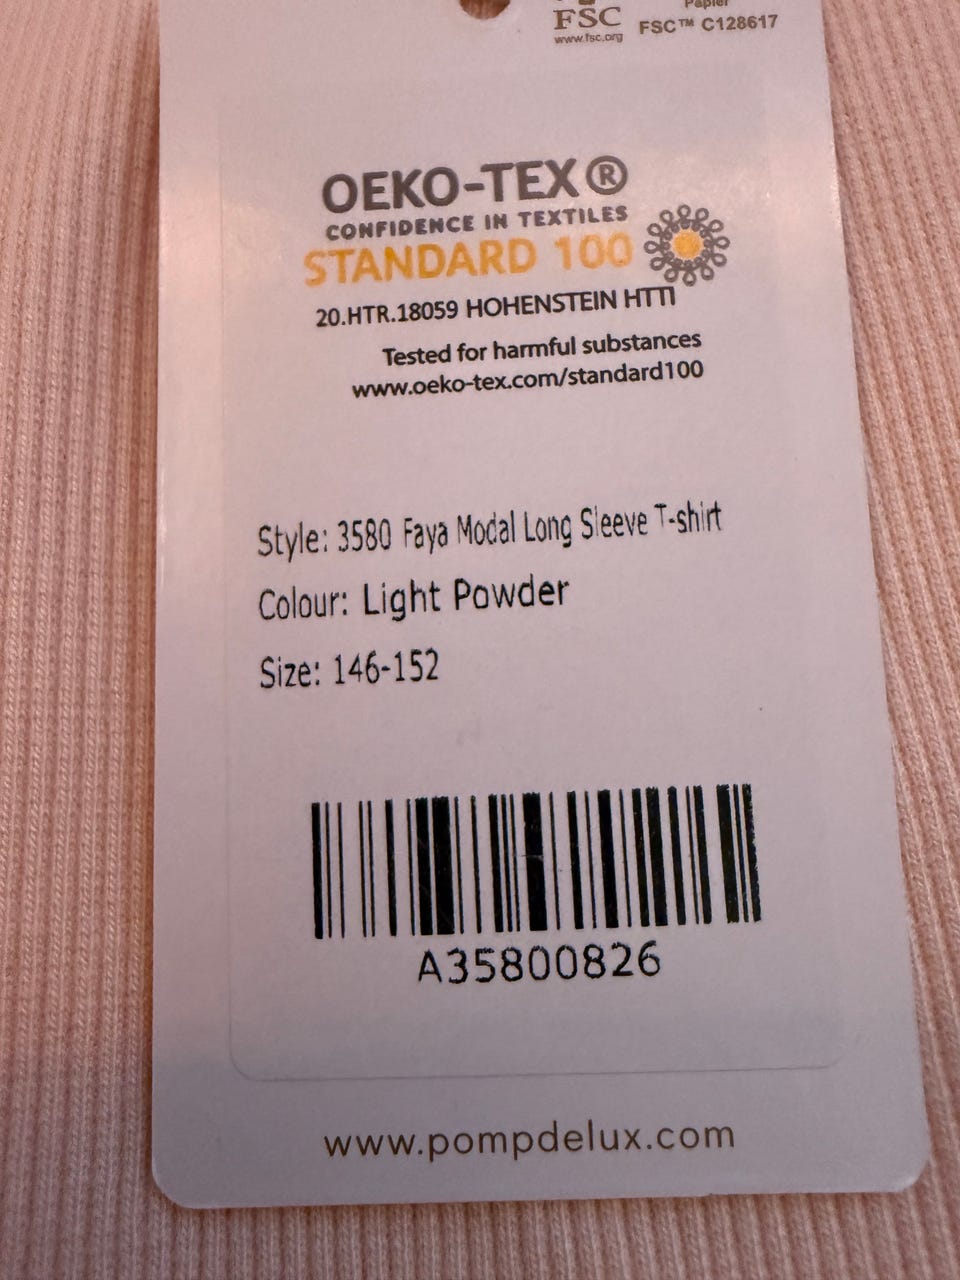 FSC
www.fsc.org
Papier
FSC™ C128617
OEKO-TEX®
CONFIDENCE IN TEXTILES
STANDARD 100
20.HTR.18059 HOHENSTEIN HTTI
Tested for harmful substances
www.oeko-tex.com/standard100
Style: 3580 Faya Modal Long Sleeve T-shirt
Colour: Light Powder
Size: 146-152
A35800826
www.pompdelux.com